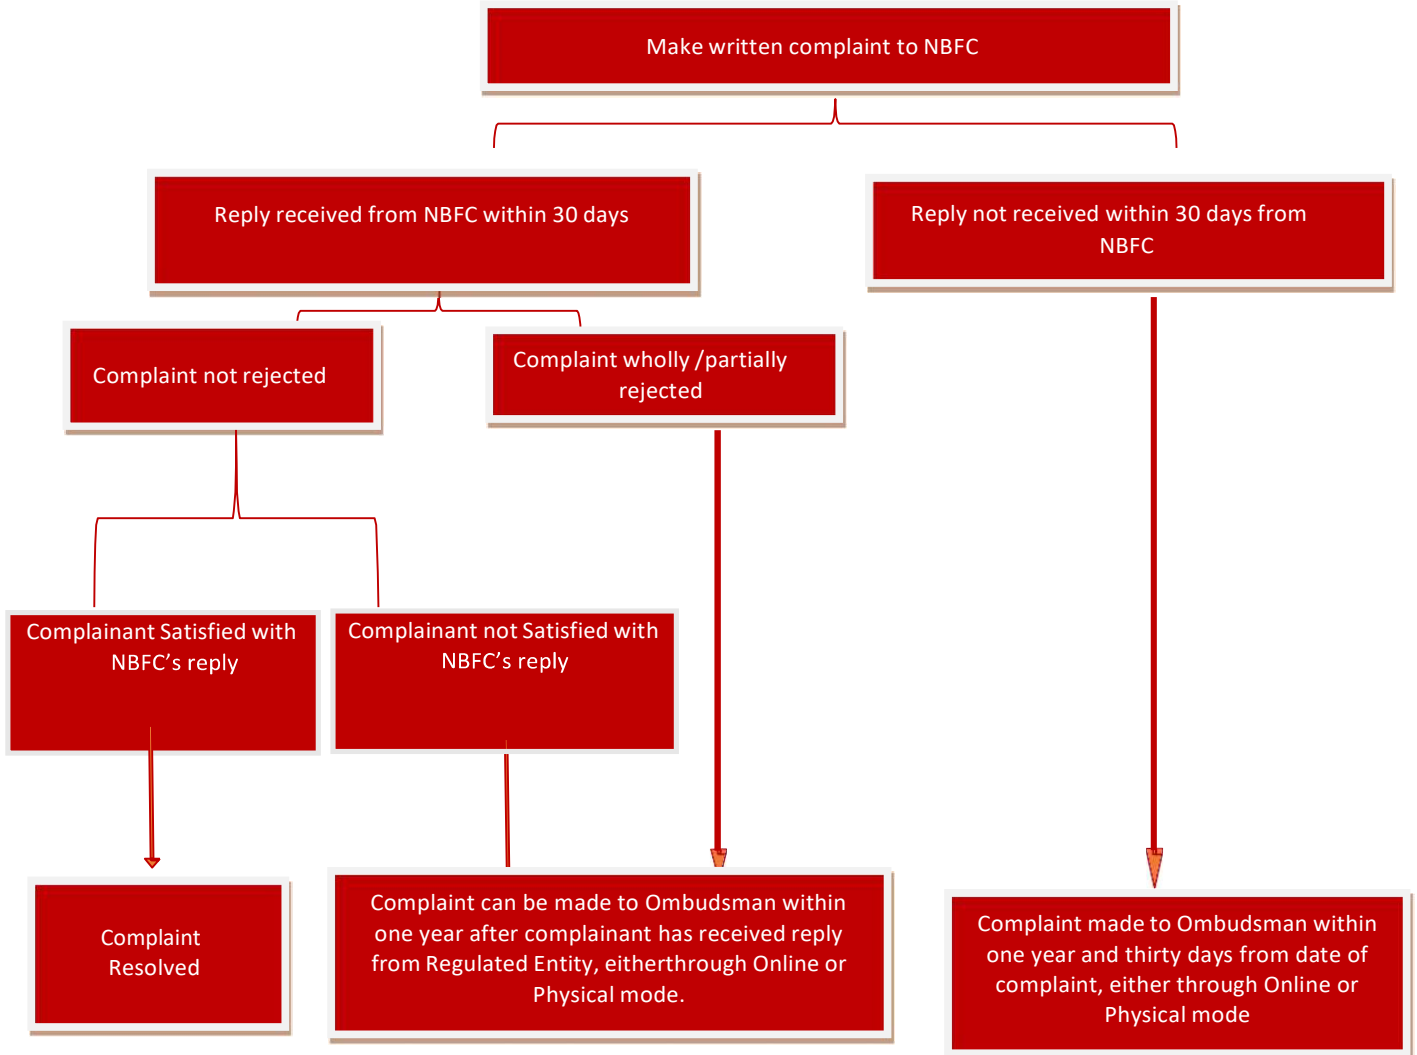 Make written complaint to NBFC
Reply received from NBFC within 30 days
Reply not received within 30 days from
NBFC
Complaint not rejected
Complaint wholly /partially
rejected
Complainant Satisfied with
NBFC’s reply
Complainant not Satisfied with
NBFC’s reply
Complaint
Resolved
Complaint can be made to Ombudsman within
one year after complainant has received reply
from Regulated Entity, eitherthrough Online or
Physical mode.
Complaint made to Ombudsman within
one year and thirty days from date of
complaint, either through Online or
Physical mode